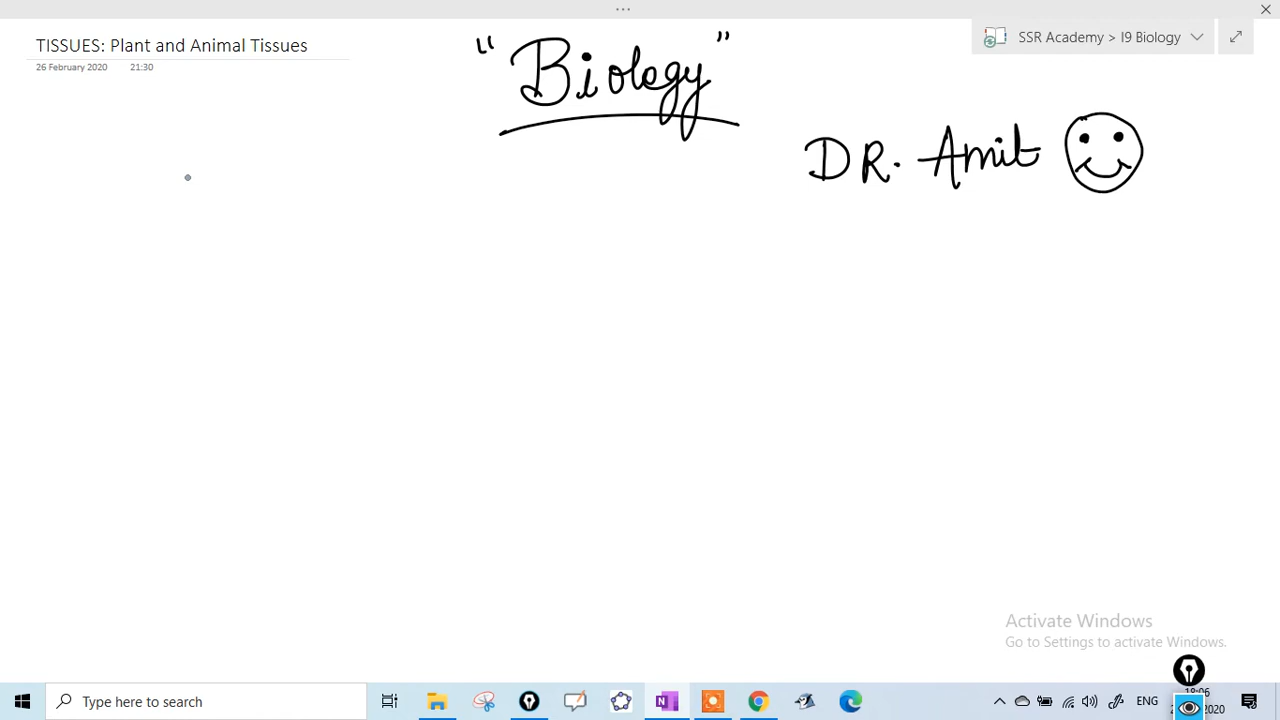 TISSUES: Plant and Animal Tissues
26 February 2020 21:30
"Biology"
SSR Academy > I9 Biology
DR. Amit
Activate Windows
Go to Settings to activate Windows.
Type here to search
ENG